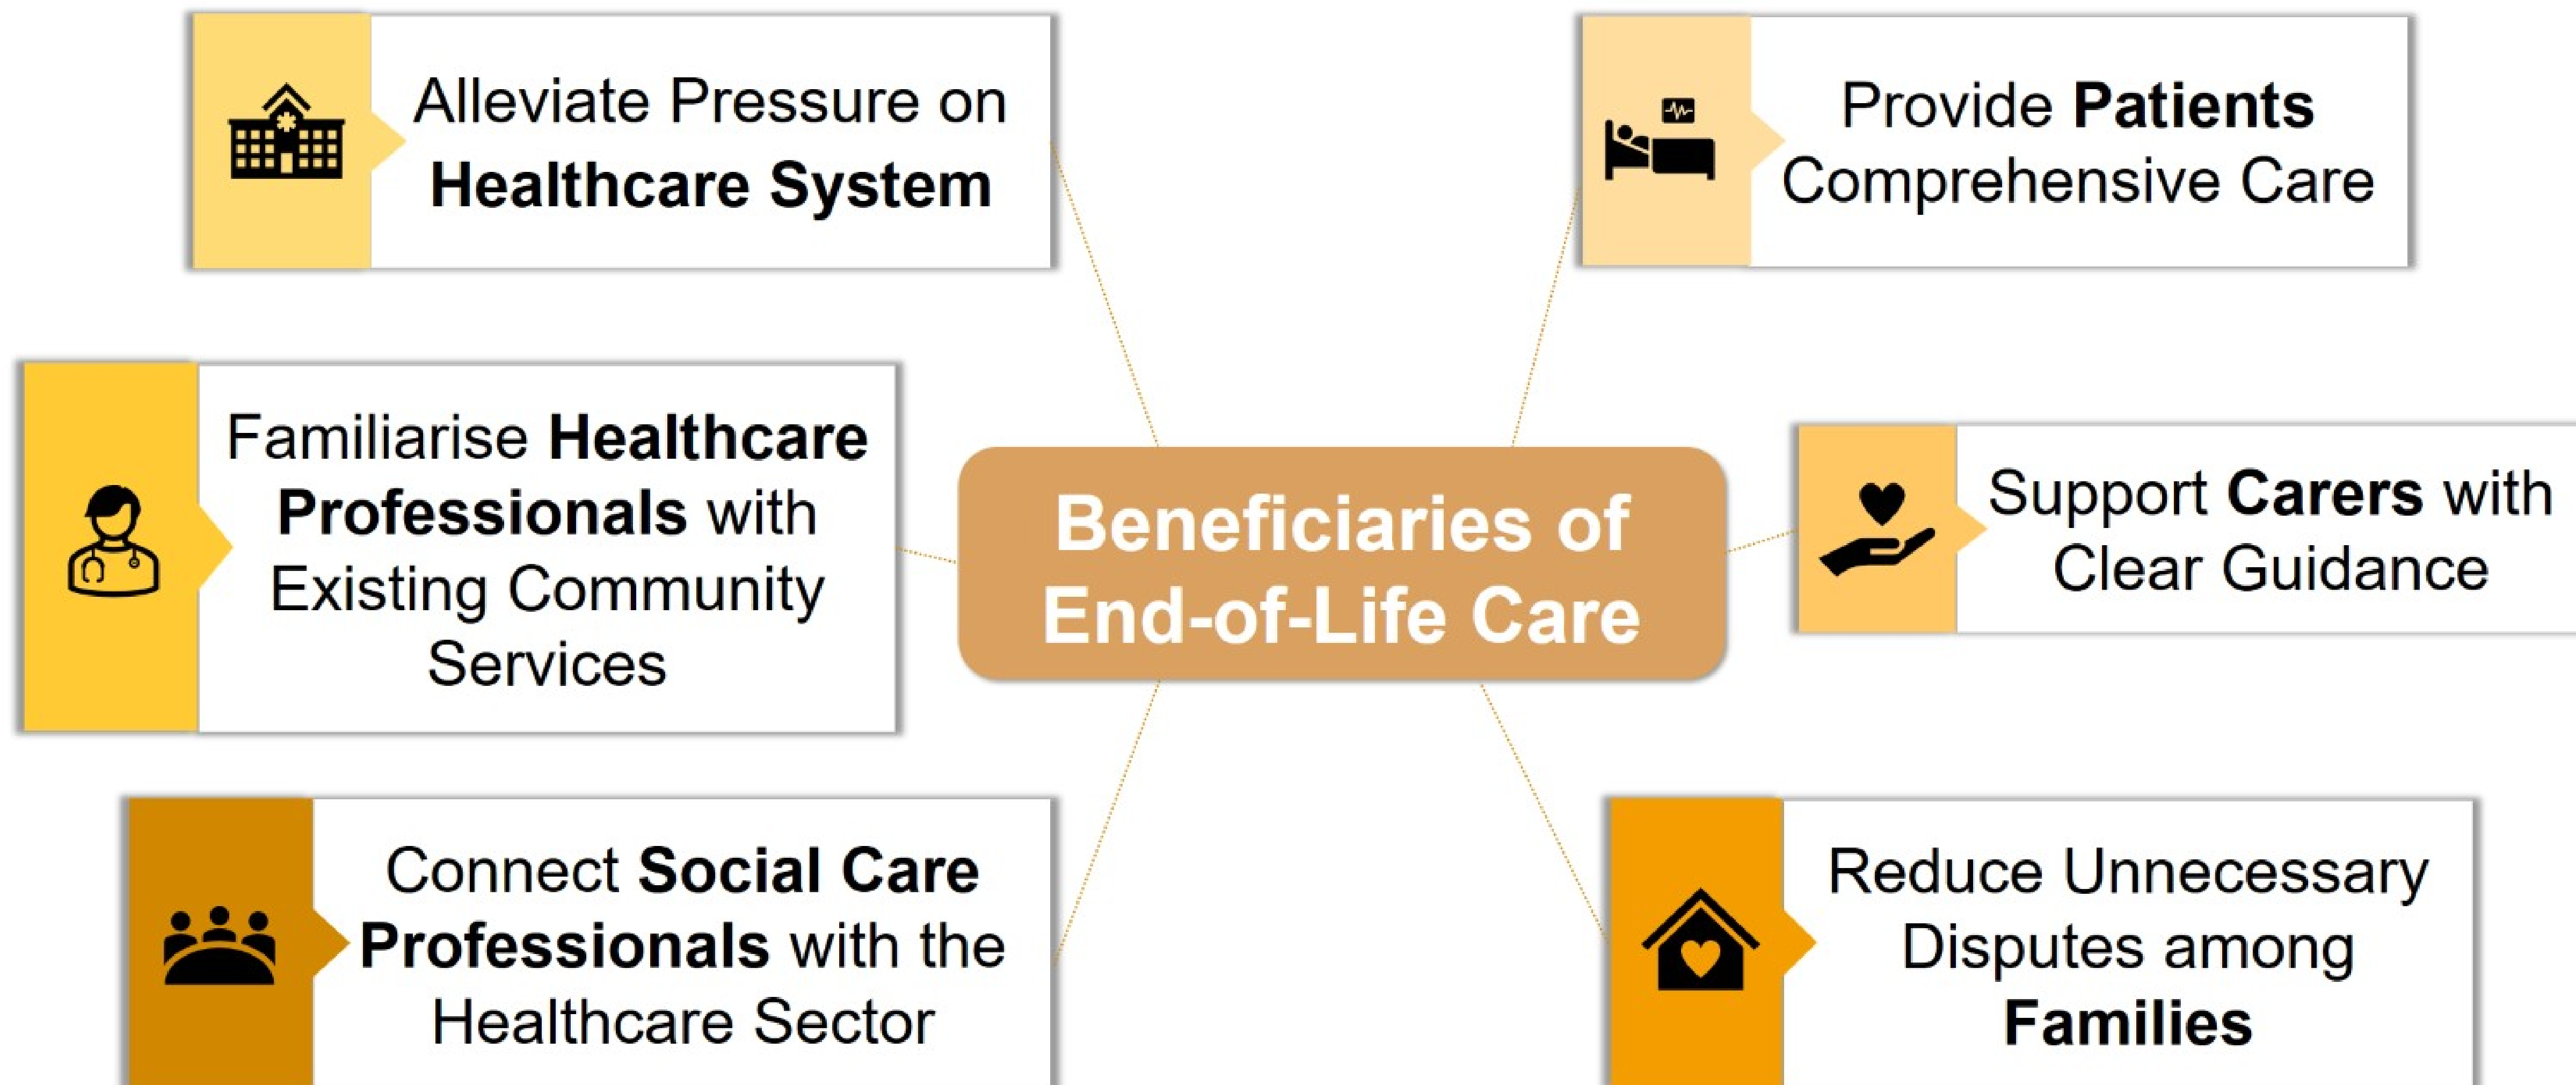 Alleviate Pressure on
Healthcare System
Provide Patients
Comprehensive Care
Familiarise Healthcare
Professionals with
Existing Community
Services
Beneficiaries of
End-of-Life Care
Support Carers with
Clear Guidance
Connect Social Care
Professionals with the
Healthcare Sector
Reduce Unnecessary
Disputes among
Families